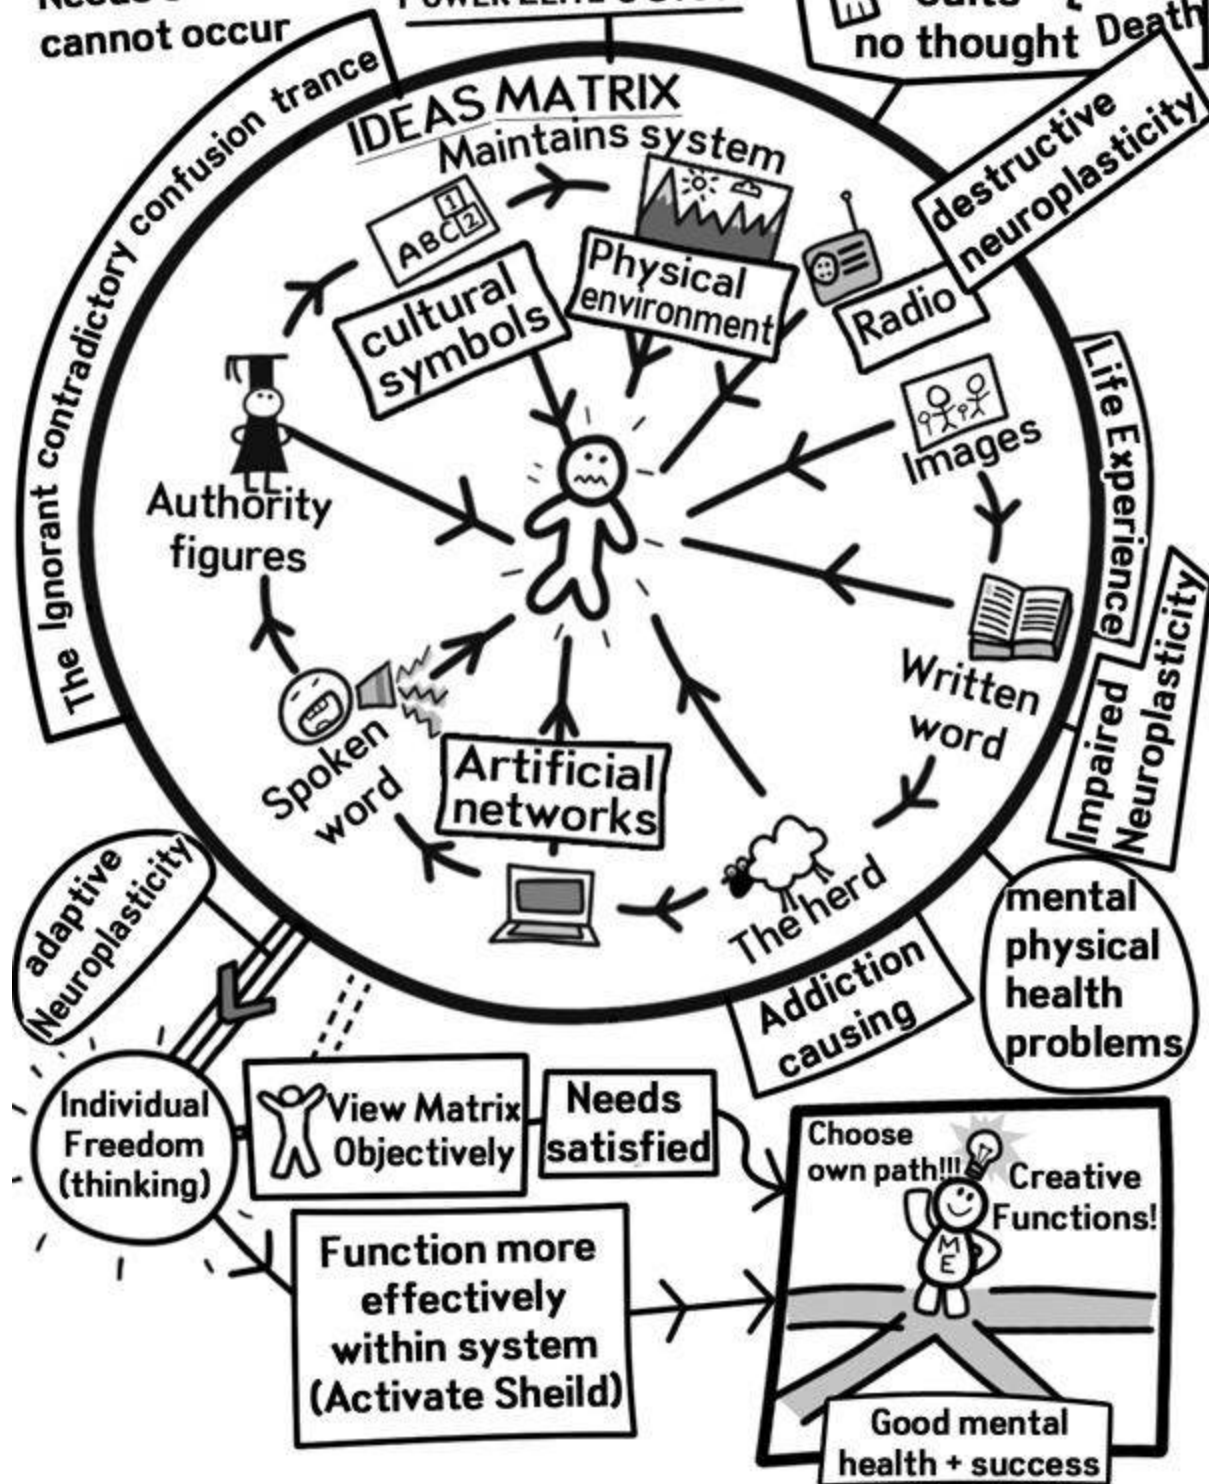 cannot occur
no thought
Death
The Ignorant contradictory confusion trance
IDEAS MATRIX
Maintains system
destructive
neuroplasticity
1
ABC2
cultural
symbols
Physical
environment
Radio
Images
Life Experience
Authority
figures
Written
word
Impaired
Neuroplasticity
Spoken
word
Artificial
networks
The herd
Addiction
causing
mental
physical
health
problems
adaptive
Neuroplasticity
Individual
Freedom
(thinking)
View Matrix
Objectively
Needs
satisfied
Choose
own path!!!
Creative
Functions!
ME
Function more
effectively
within system
(Activate Sheild)
Good mental
health + success